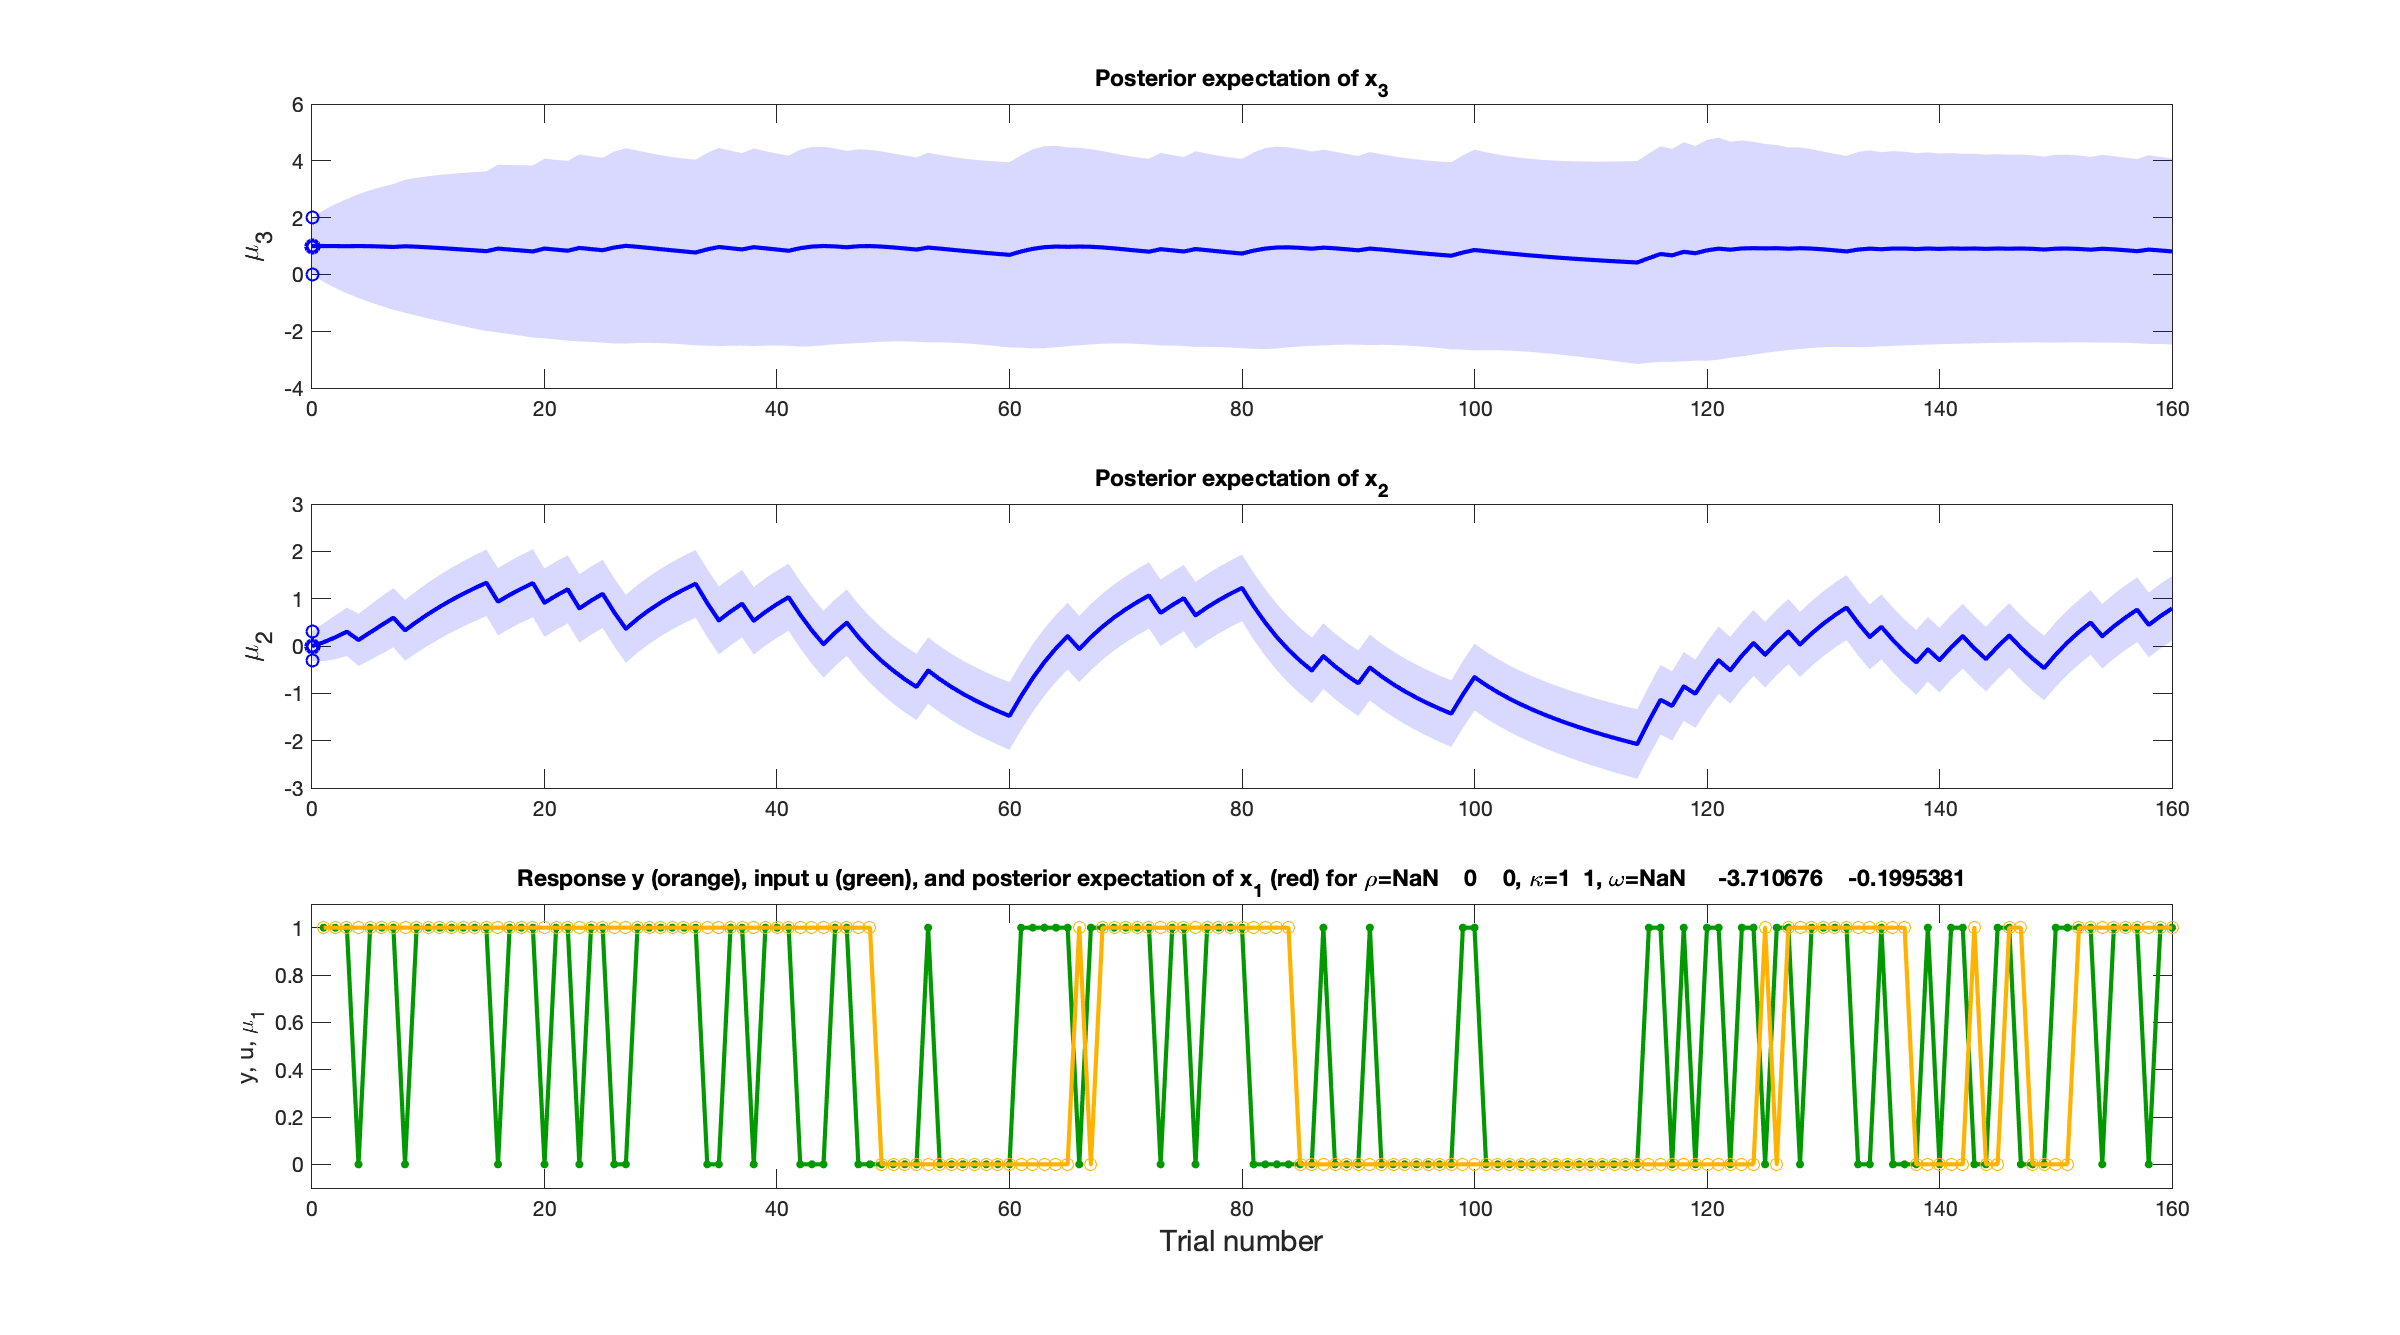 Posterior expectation of x3
6
4
2
0
-2
-4
μ3
0 20 40 60 80 100 120 140 160
Posterior expectation of x2
3
2
1
0
-1
-2
-3
μ2
0 20 40 60 80 100 120 140 160
Response y (orange), input u (green), and posterior expectation of x1 (red) for ρ=NaN 0 0, κ=1 1, ω=NaN -3.710676 -0.1995381
1
0.8
0.6
0.4
0.2
0
y, u, μ1
0 20 40 60 80 100 120 140 160
Trial number